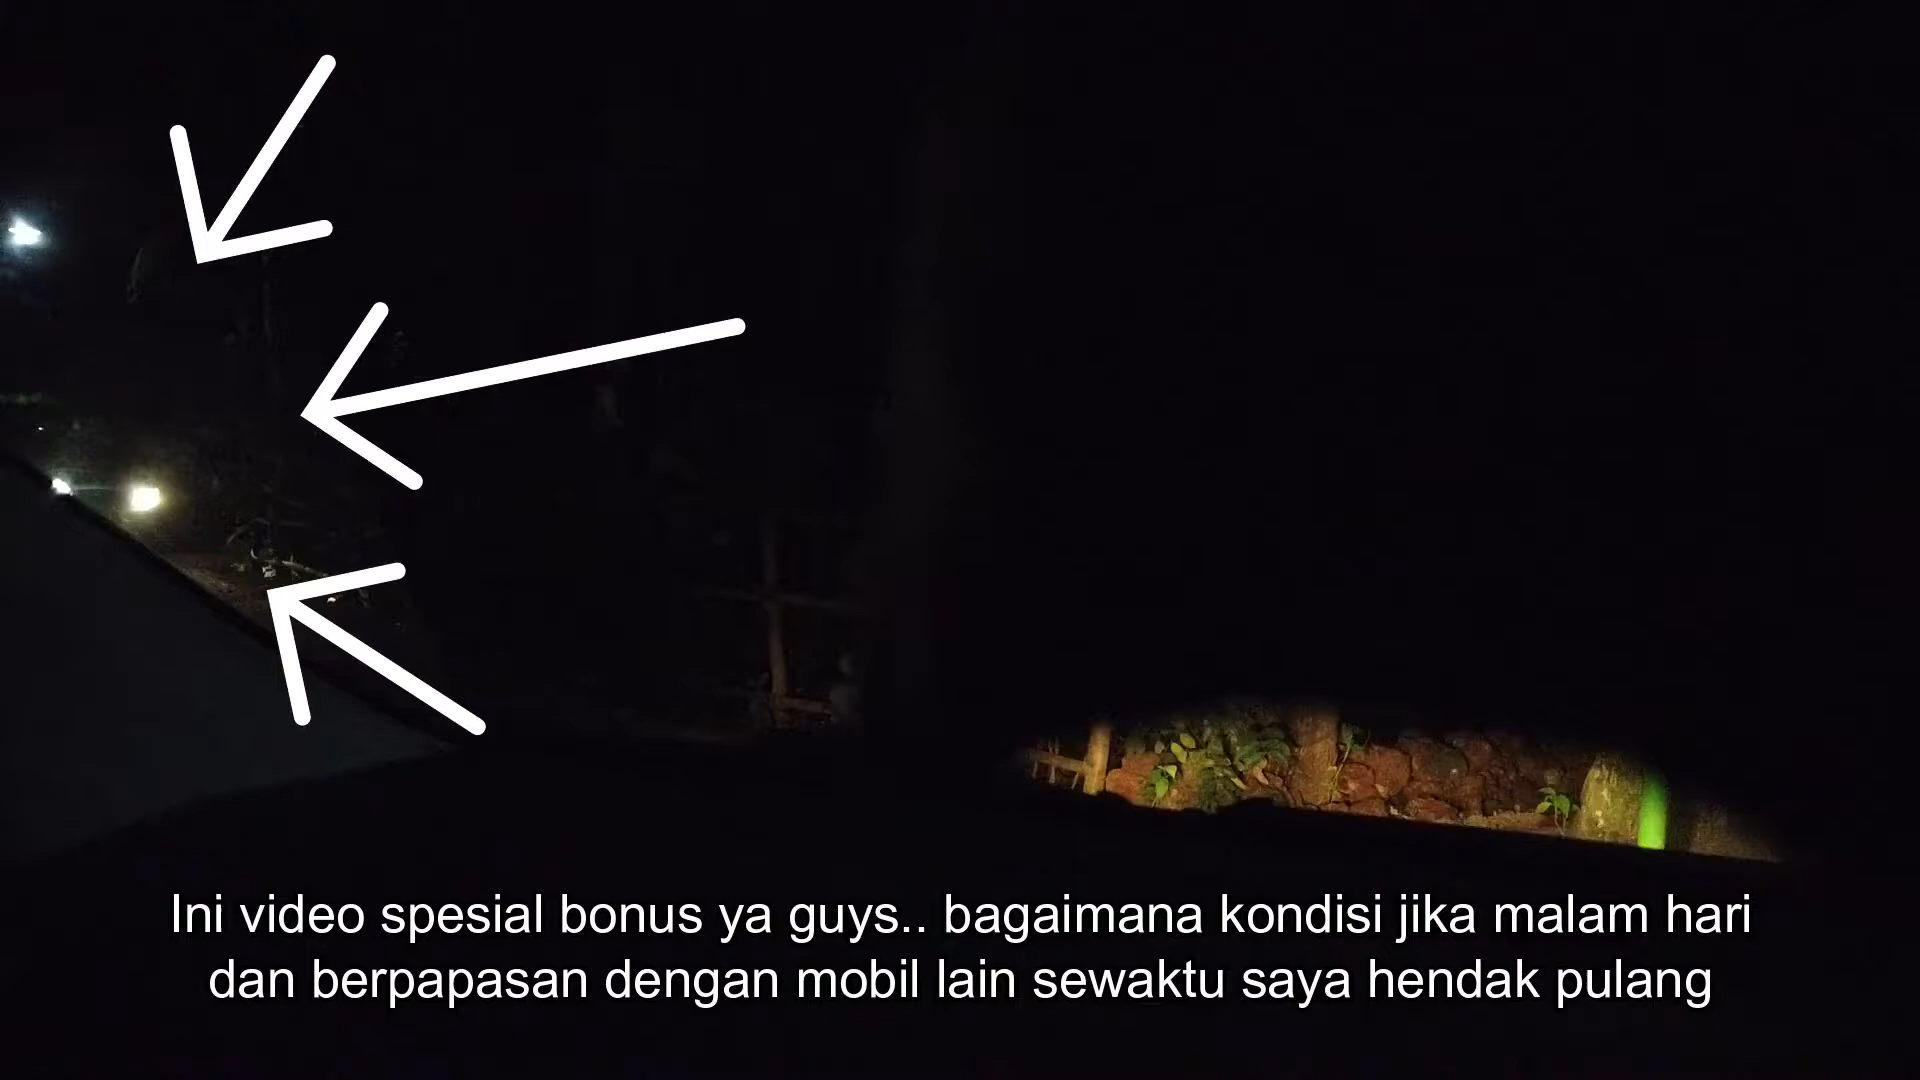 Ini video spesial bonus ya guys.. bagaimana kondisi jika malam hari
dan berpapasan dengan mobil lain sewaktu saya hendak pulang